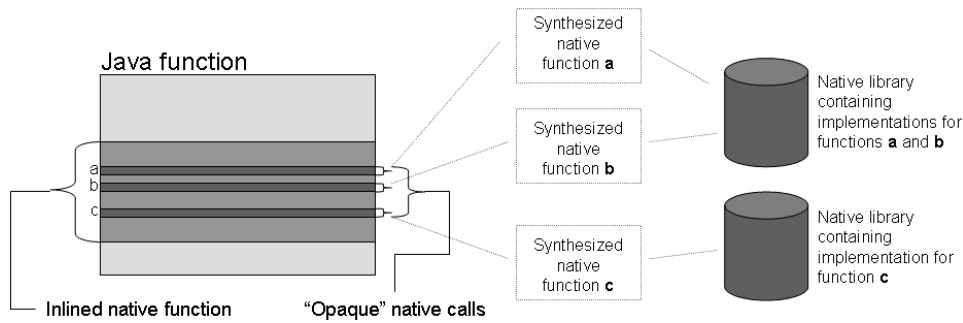 Java function
a
b
c
Inlined native function
“Opaque” native calls
Synthesized
native
function a
Synthesized
native
function b
Synthesized
native
function c
Native library
containing
implementations for
functions a and b
Native library
containing
implementation for
function c